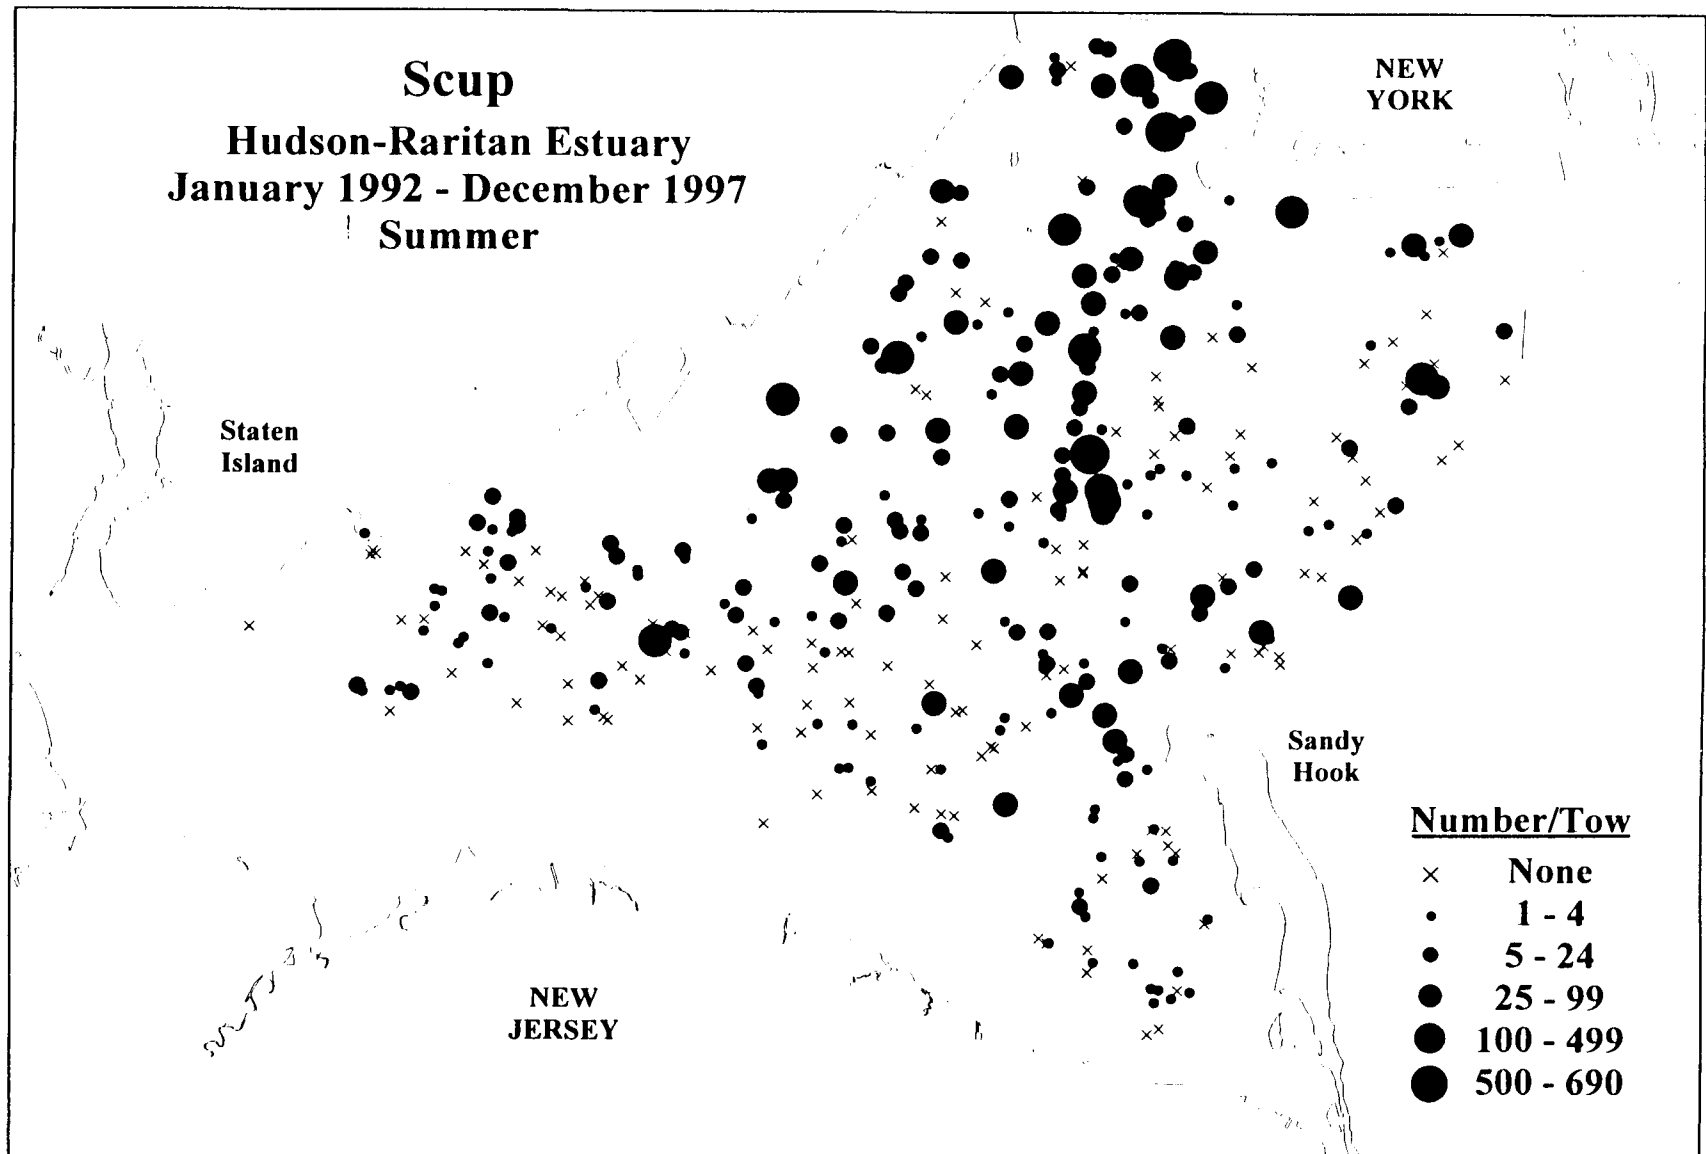 Scup
Hudson-Raritan Estuary
January 1992 - December 1997
Summer
NEW
YORK
Staten
Island
Sandy
Hook
NEW
JERSEY
Number/Tow
None
1 - 4
5 - 24
25 - 99
100 - 499
500 - 690